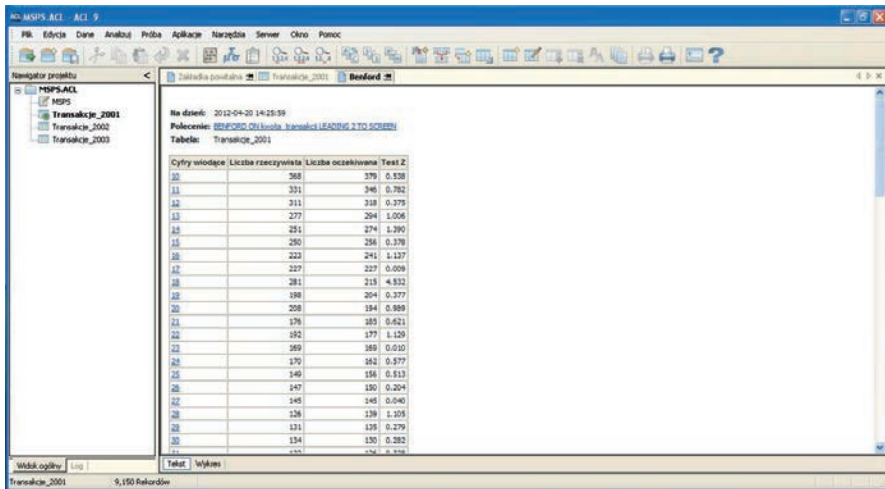 MSPS.ACL - ACL 9
Plik Edycja Dane Analizuj Próba Aplikacje Narzędzia Serwer Okno Pomoc
Nawigator projektu
MSPS.ACL
MSPS
Transakcje_2001
Transakcje_2002
Transakcje_2003
Zakładka powitalna Transakcje_2001 Benford
Na dzień: 2012-04-20 14:25:59
Polecenie: BENFORD ON kwota_transakcji LEADING 2 TO SCREEN
Tabela: Transakcje_2001
Cyfry wiodące Liczba rzeczywista Liczba oczekiwana Test Z
10 368 379 0.538
11 331 346 0.782
12 311 318 0.375
13 277 294 1.006
14 251 274 1.390
15 250 256 0.378
16 223 241 1.137
17 227 227 0.009
18 281 215 4.532
19 198 204 0.377
20 208 194 0.989
21 176 185 0.621
22 192 177 1.129
23 169 169 0.010
24 170 162 0.577
25 149 156 0.513
26 147 150 0.204
27 145 145 0.040
28 126 139 1.105
29 131 135 0.279
30 134 130 0.282
Widok ogólny Log
Tekst Wykres
Transakcje_2001 9,150 Rekordów